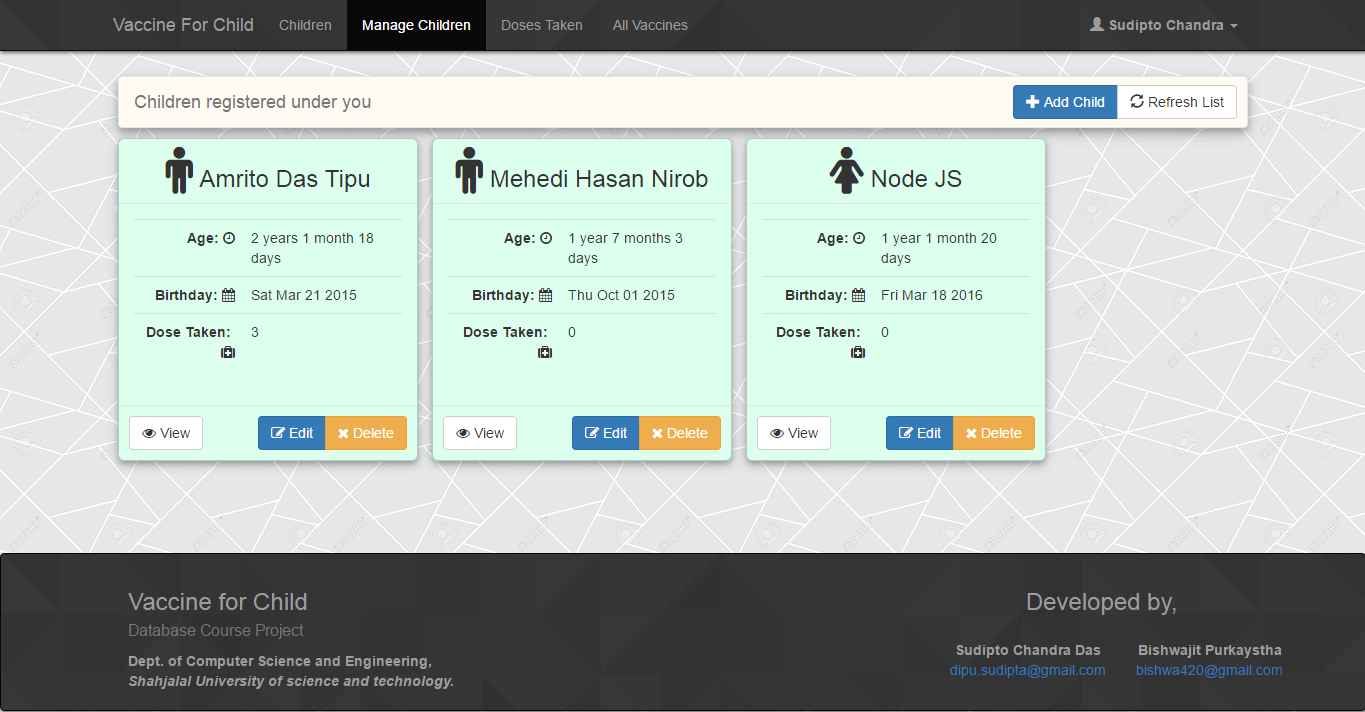 Vaccine For Child Children Manage Children Doses Taken All Vaccines Sudipto Chandra
Children registered under you Add Child Refresh List
Amrito Das Tipu
Age: 2 years 1 month 18
days
Birthday: Sat Mar 21 2015
Dose Taken: 3
View Edit Delete
Mehedi Hasan Nirob
Age: 1 year 7 months 3
days
Birthday: Thu Oct 01 2015
Dose Taken: 0
View Edit Delete
Node JS
Age: 1 year 1 month 20
days
Birthday: Fri Mar 18 2016
Dose Taken: 0
View Edit Delete
Vaccine for Child
Database Course Project
Dept. of Computer Science and Engineering,
Shahjalal University of science and technology.
Developed by,
Sudipto Chandra Das Bishwajit Purkaystha
dipu.sudipta@gmail.com bishwa420@gmail.com